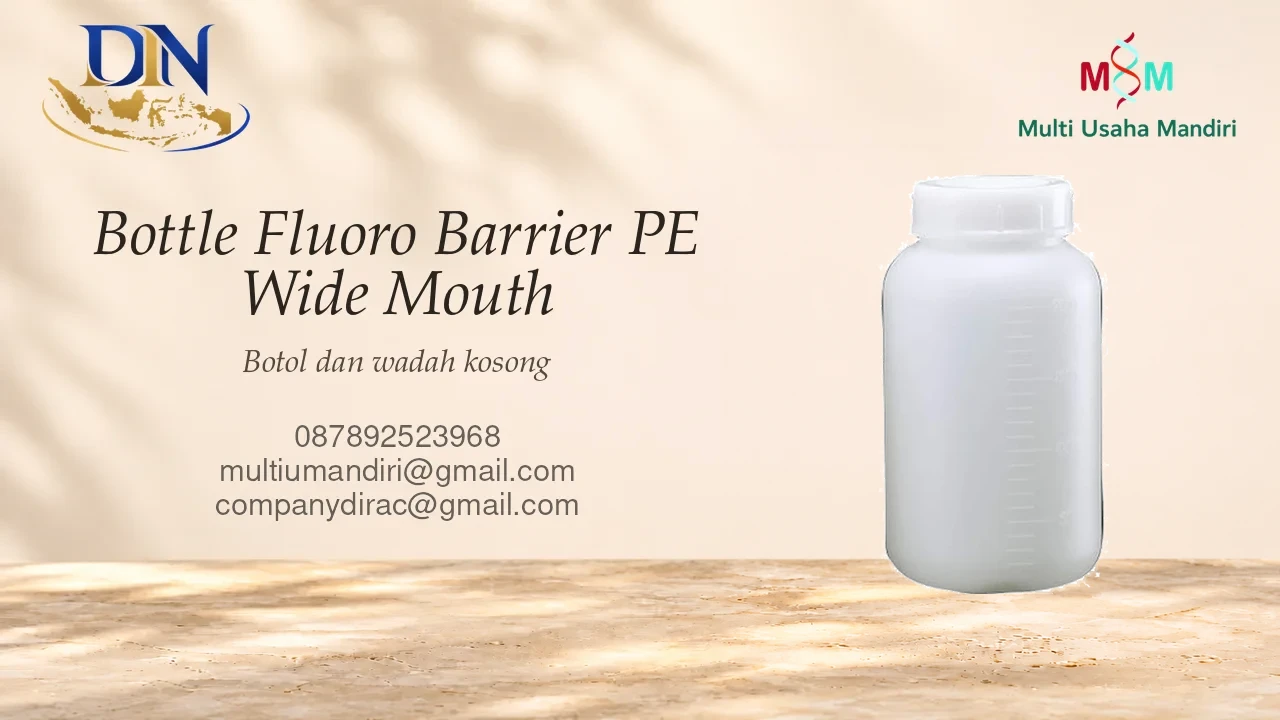 DIN
M M
Multi Usaha Mandiri
Bottle Fluoro Barrier PE
Wide Mouth
Botol dan wadah kosong
087892523968
multiumandiri@gmail.com
companydirac@gmail.com